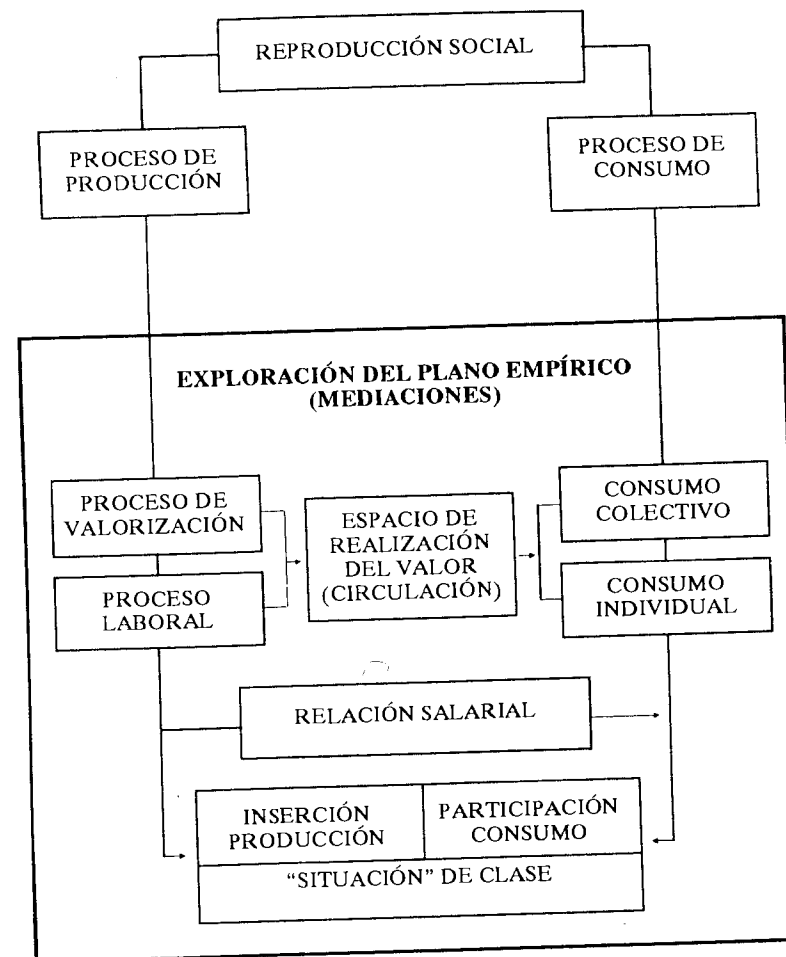 REPRODUCCIÓN SOCIAL
PROCESO DE
PRODUCCIÓN
PROCESO DE
CONSUMO
EXPLORACIÓN DEL PLANO EMPÍRICO
(MEDIACIONES)
PROCESO DE
VALORIZACIÓN
PROCESO
LABORAL
ESPACIO DE
REALIZACIÓN
DEL VALOR
(CIRCULACIÓN)
CONSUMO
COLECTIVO
CONSUMO
INDIVIDUAL
RELACIÓN SALARIAL
INSERCIÓN
PRODUCCIÓN
PARTICIPACIÓN
CONSUMO
“SITUACIÓN” DE CLASE